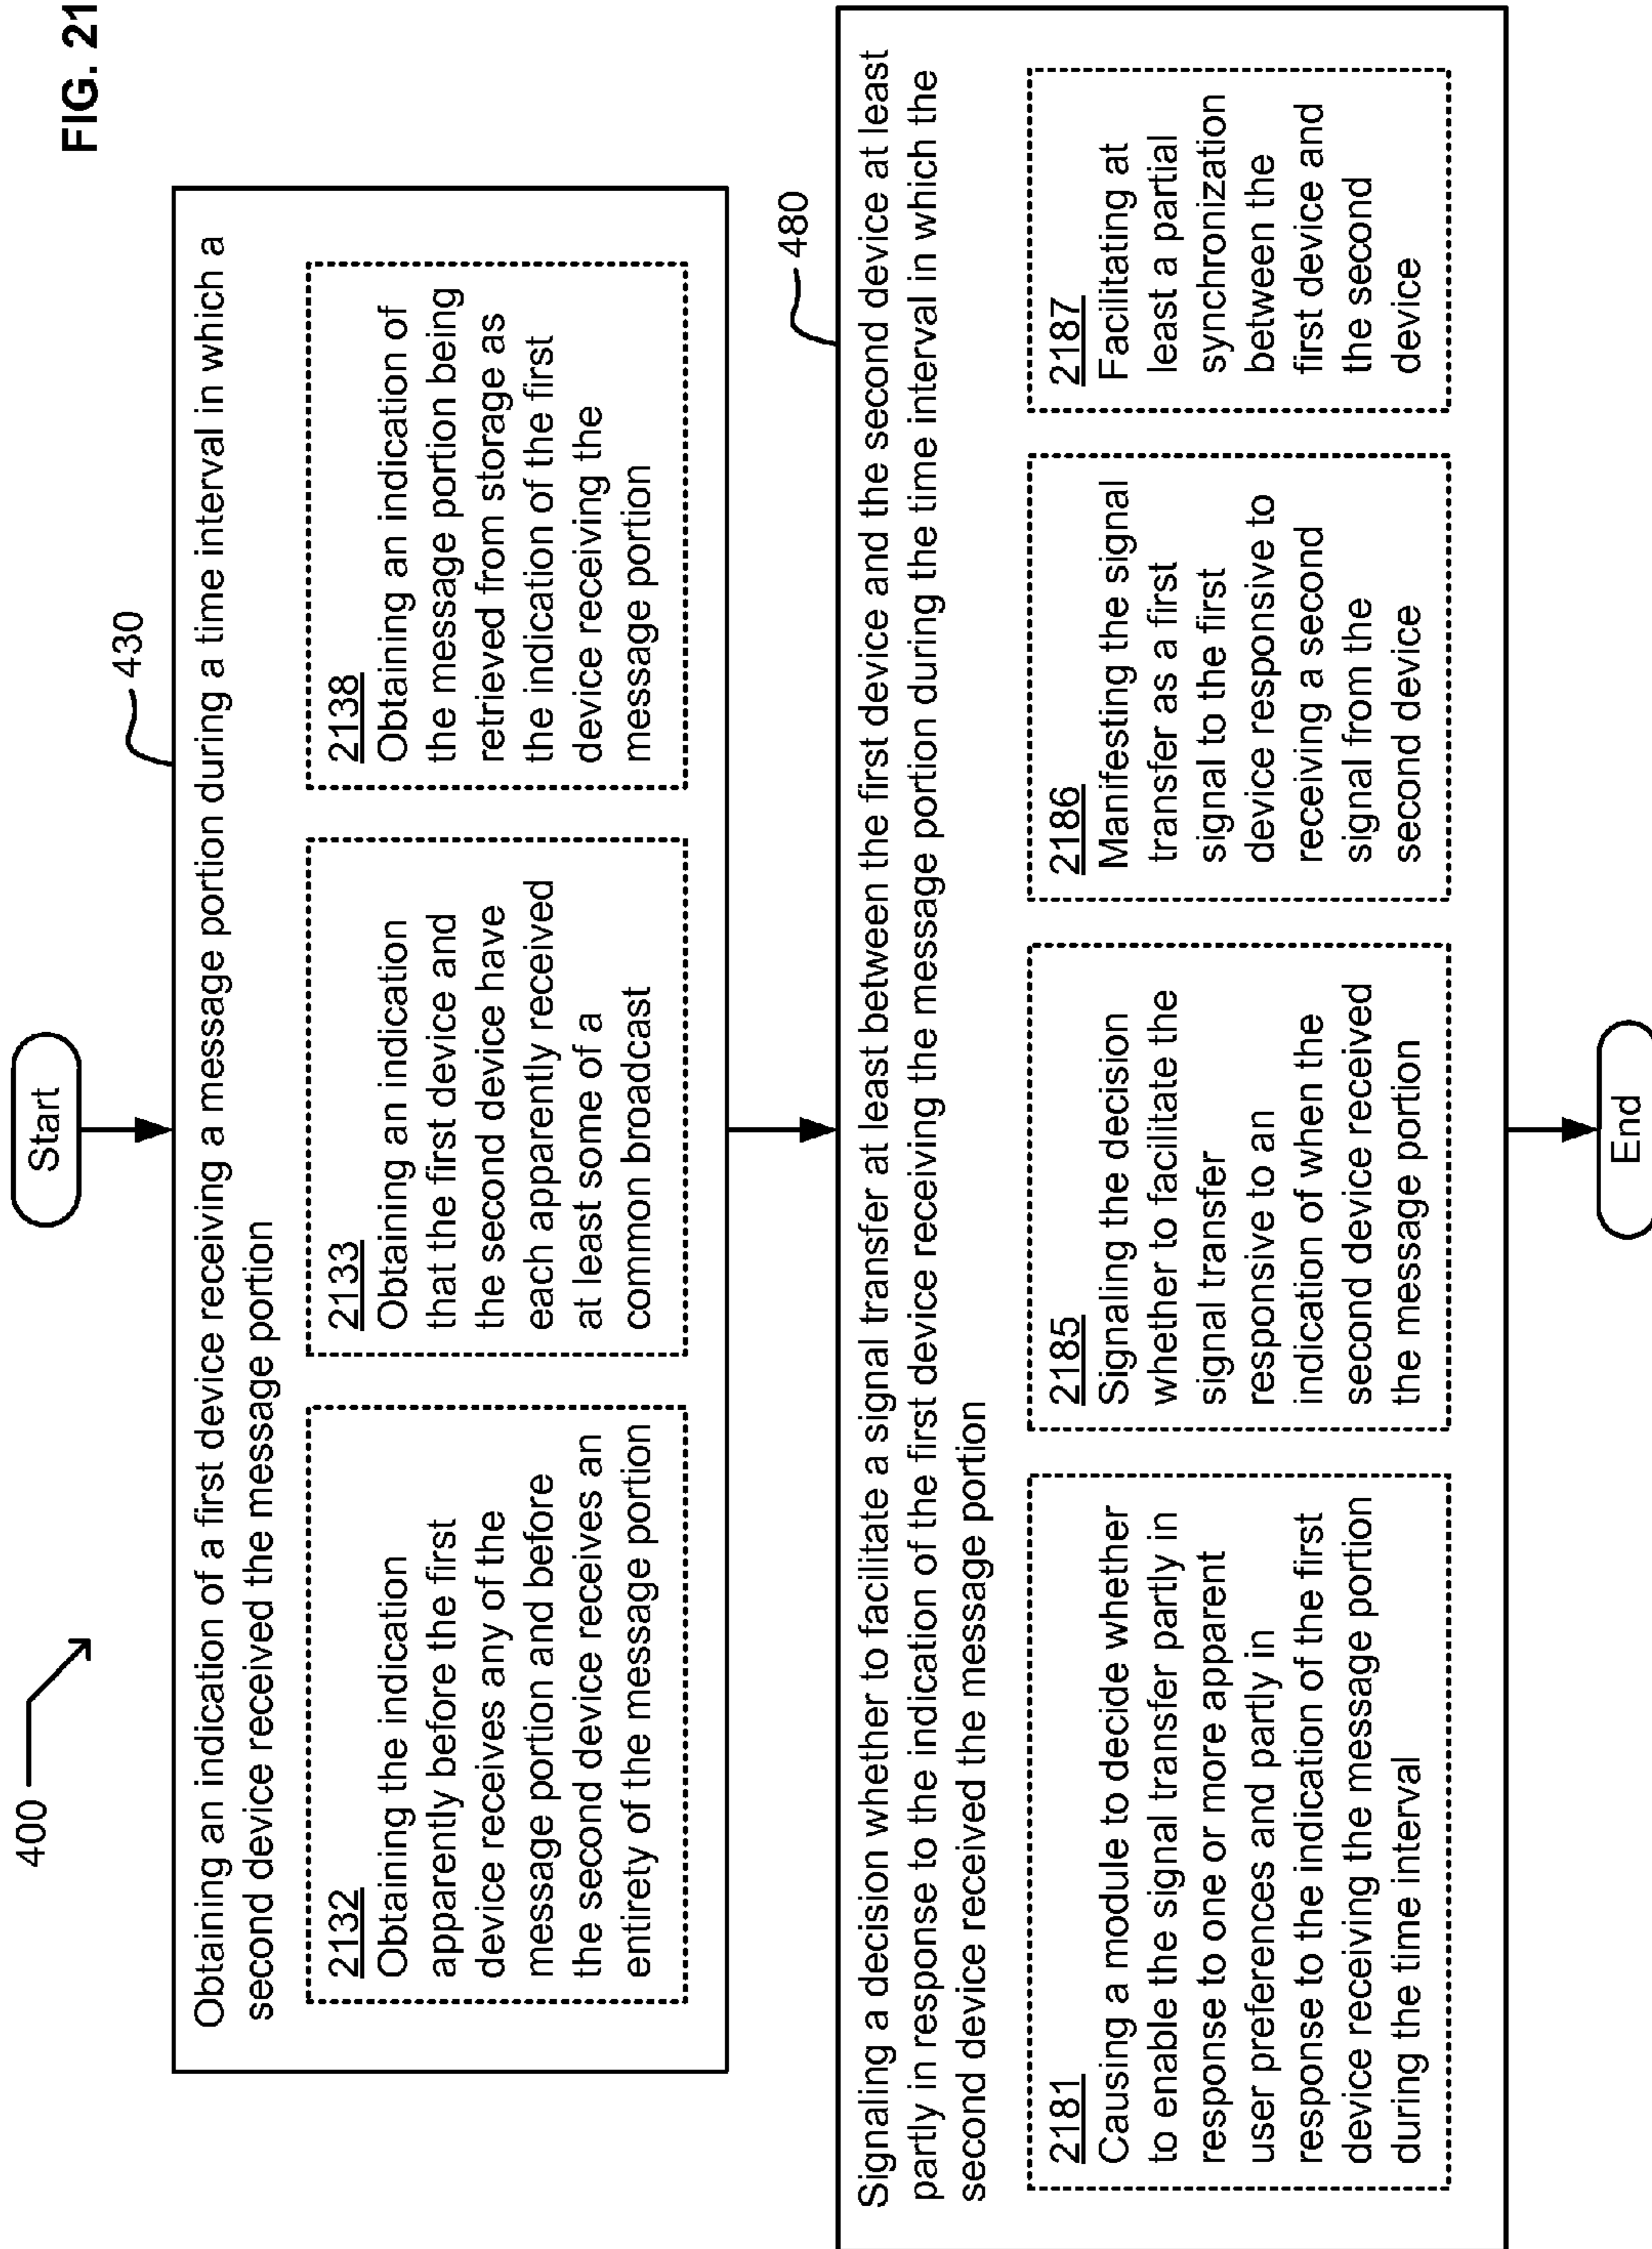 FIG. 21
400
Start
430
Obtaining an indication of a first device receiving a message portion during a time interval in which a
second device received the message portion
2132
Obtaining the indication
apparently before the first
device receives any of the
message portion and before
the second device receives an
entirety of the message portion
2133
Obtaining an indication
that the first device and
the second device have
each apparently received
at least some of a
common broadcast
2138
Obtaining an indication of
the message portion being
retrieved from storage as
the indication of the first
device receiving the
message portion
480
Signaling a decision whether to facilitate a signal transfer at least between the first device and the second device at least
partly in response to the indication of the first device receiving the message portion during the time interval in which the
second device received the message portion
2181
Causing a module to decide whether
to enable the signal transfer partly in
response to one or more apparent
user preferences and partly in
response to the indication of the first
device receiving the message portion
during the time interval
2185
Signaling the decision
whether to facilitate the
signal transfer
responsive to an
indication of when the
second device received
the message portion
2186
Manifesting the signal
transfer as a first
signal to the first
device responsive to
receiving a second
signal from the
second device
2187
Facilitating at
least a partial
synchronization
between the
first device and
the second
device
End